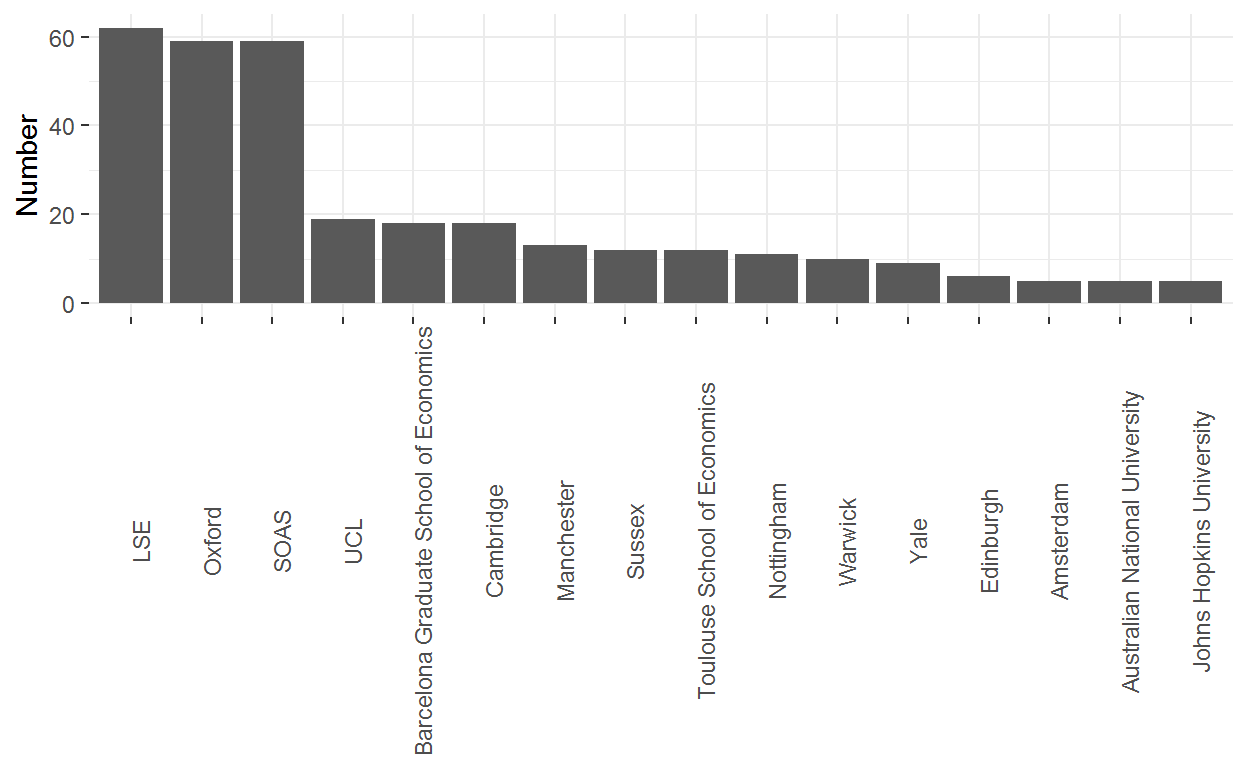 Number
60
40
20
0
LSE
Oxford
SOAS
UCL
Barcelona Graduate School of Economics
Cambridge
Manchester
Sussex
Toulouse School of Economics
Nottingham
Warwick
Yale
Edinburgh
Amsterdam
Australian National University
Johns Hopkins University